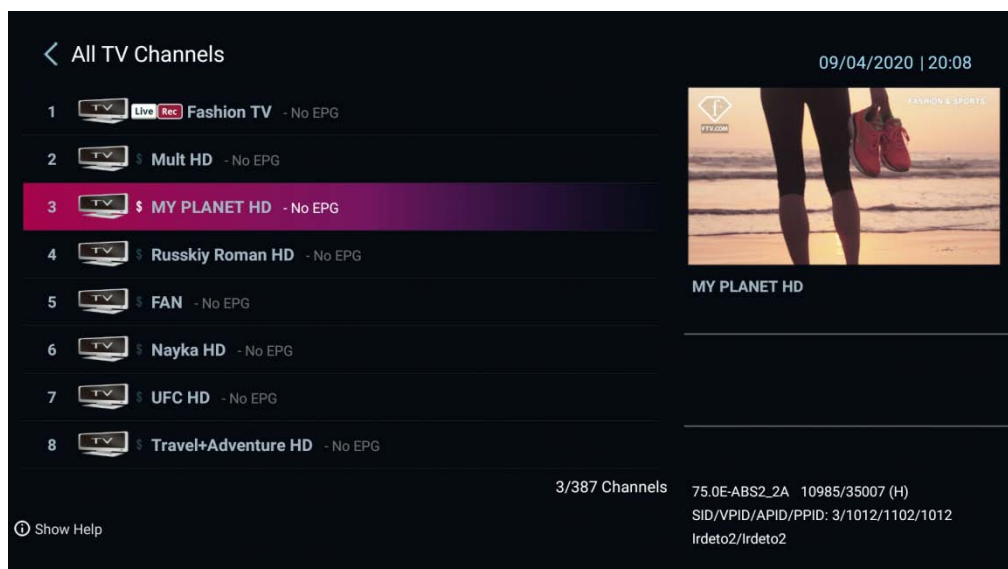 All TV Channels
09/04/2020 | 20:08
1 TV Live Rec Fashion TV - No EPG
2 TV $ Mult HD - No EPG
3 TV $ MY PLANET HD - No EPG
4 TV $ Russkiy Roman HD - No EPG
5 TV $ FAN - No EPG
6 TV $ Nayka HD - No EPG
7 TV $ UFC HD - No EPG
8 TV $ Travel+Adventure HD - No EPG
3/387 Channels
Show Help
f
FTV.COM
FASHION & SPORTS
MY PLANET HD
75.0E-ABS2_2A 10985/35007 (H)
SID/VPID/APID/PPID: 3/1012/1102/1012
Irdeto2/Irdeto2